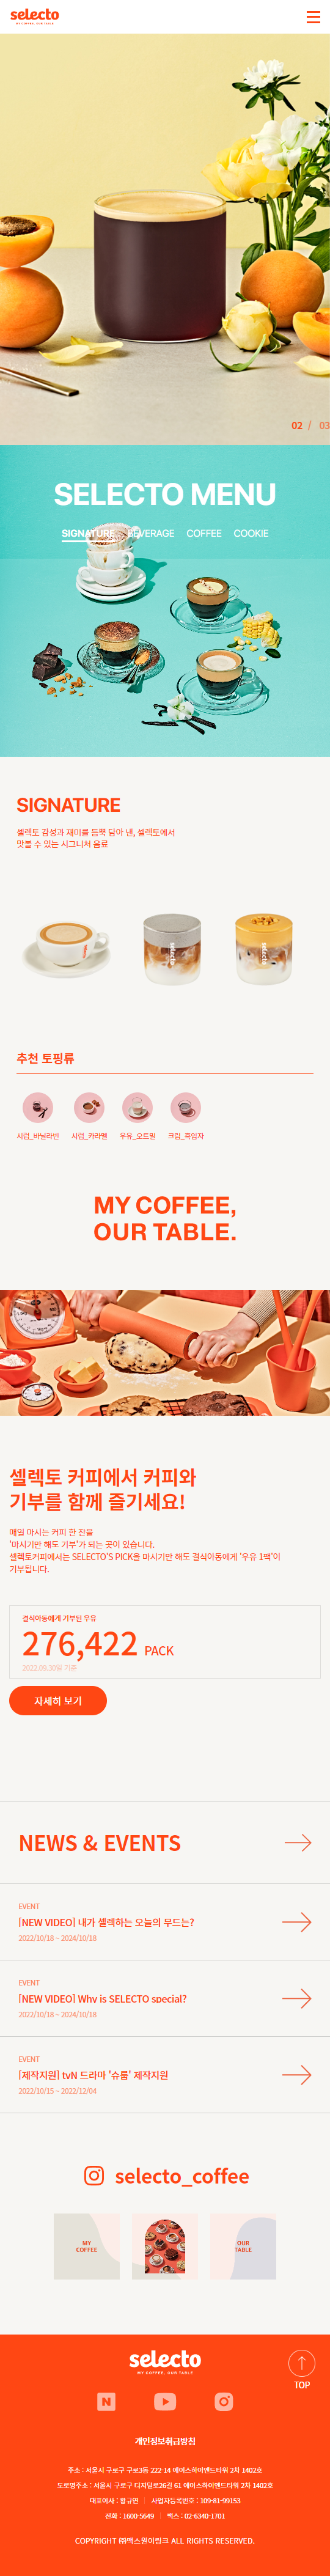 selecto
MY COFFEE, OUR TABLE
02 / 03
SELECTO MENU
SIGNATURE BEVERAGE COFFEE COOKIE
SIGNATURE
셀렉토 감성과 재미를 듬뿍 담아 낸, 셀렉토에서
맛볼 수 있는 시그니처 음료
selecto
selecto
추천 토핑류
시럽_바닐라빈 시럽_카라멜 우유_오트밀 크림_흑임자
MY COFFEE,
OUR TABLE.
셀렉토 커피에서 커피와
기부를 함께 즐기세요!
매일 마시는 커피 한 잔을
'마시기만 해도 기부'가 되는 곳이 있습니다.
셀렉토커피에서는 SELECTO'S PICK을 마시기만 해도 결식아동에게 '우유 1팩'이
기부됩니다.
결식아동에게 기부된 우유
276,422 PACK
2023.09.30일 기준
자세히 보기
NEWS & EVENTS
EVENT
[NEW VIDEO] 내가 셀렉하는 오늘의 무드는?
2022/10/18 ~ 2024/10/18
EVENT
[NEW VIDEO] Why is SELECTO special?
2022/10/18 ~ 2024/10/18
EVENT
[제작지원] tvN 드라마 '슈룹' 제작지원
2022/10/15 ~ 2022/12/04
selecto_coffee
MY
COFFEE
OUR
TABLE
selecto
MY COFFEE, OUR TABLE
TOP
개인정보취급방침
주소 : 서울시 구로구 구로3동 222-14 에이스하이엔드타워 2차 1402호
도로명주소 : 서울시 구로구 디지털로26길 61 에이스하이엔드타워 2차 1402호
대표이사 : 황규연 | 사업자등록번호 : 109-81-99153
전화 : 1600-5649 | 팩스 : 02-6340-1701
COPYRIGHT ㈜맥스원이링크 ALL RIGHTS RESERVED.